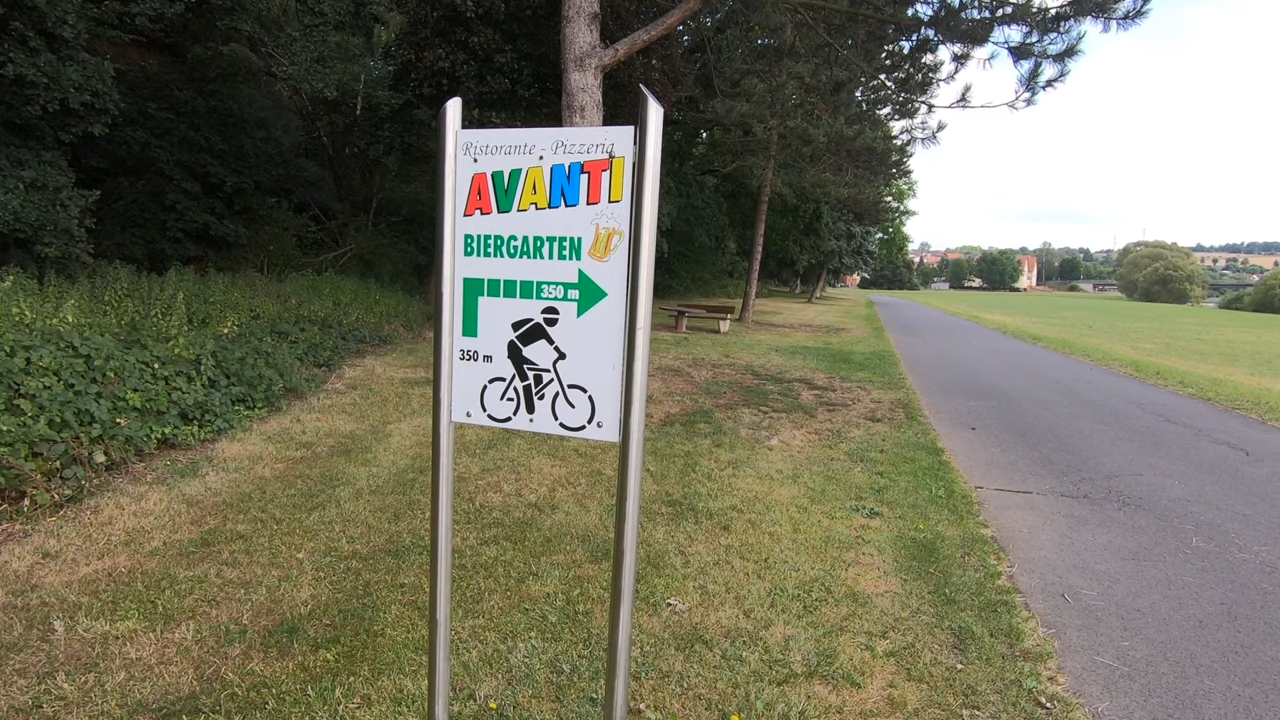 Ristorante - Pizzeria
AVANTI
BIERGARTEN
350 m
350 m